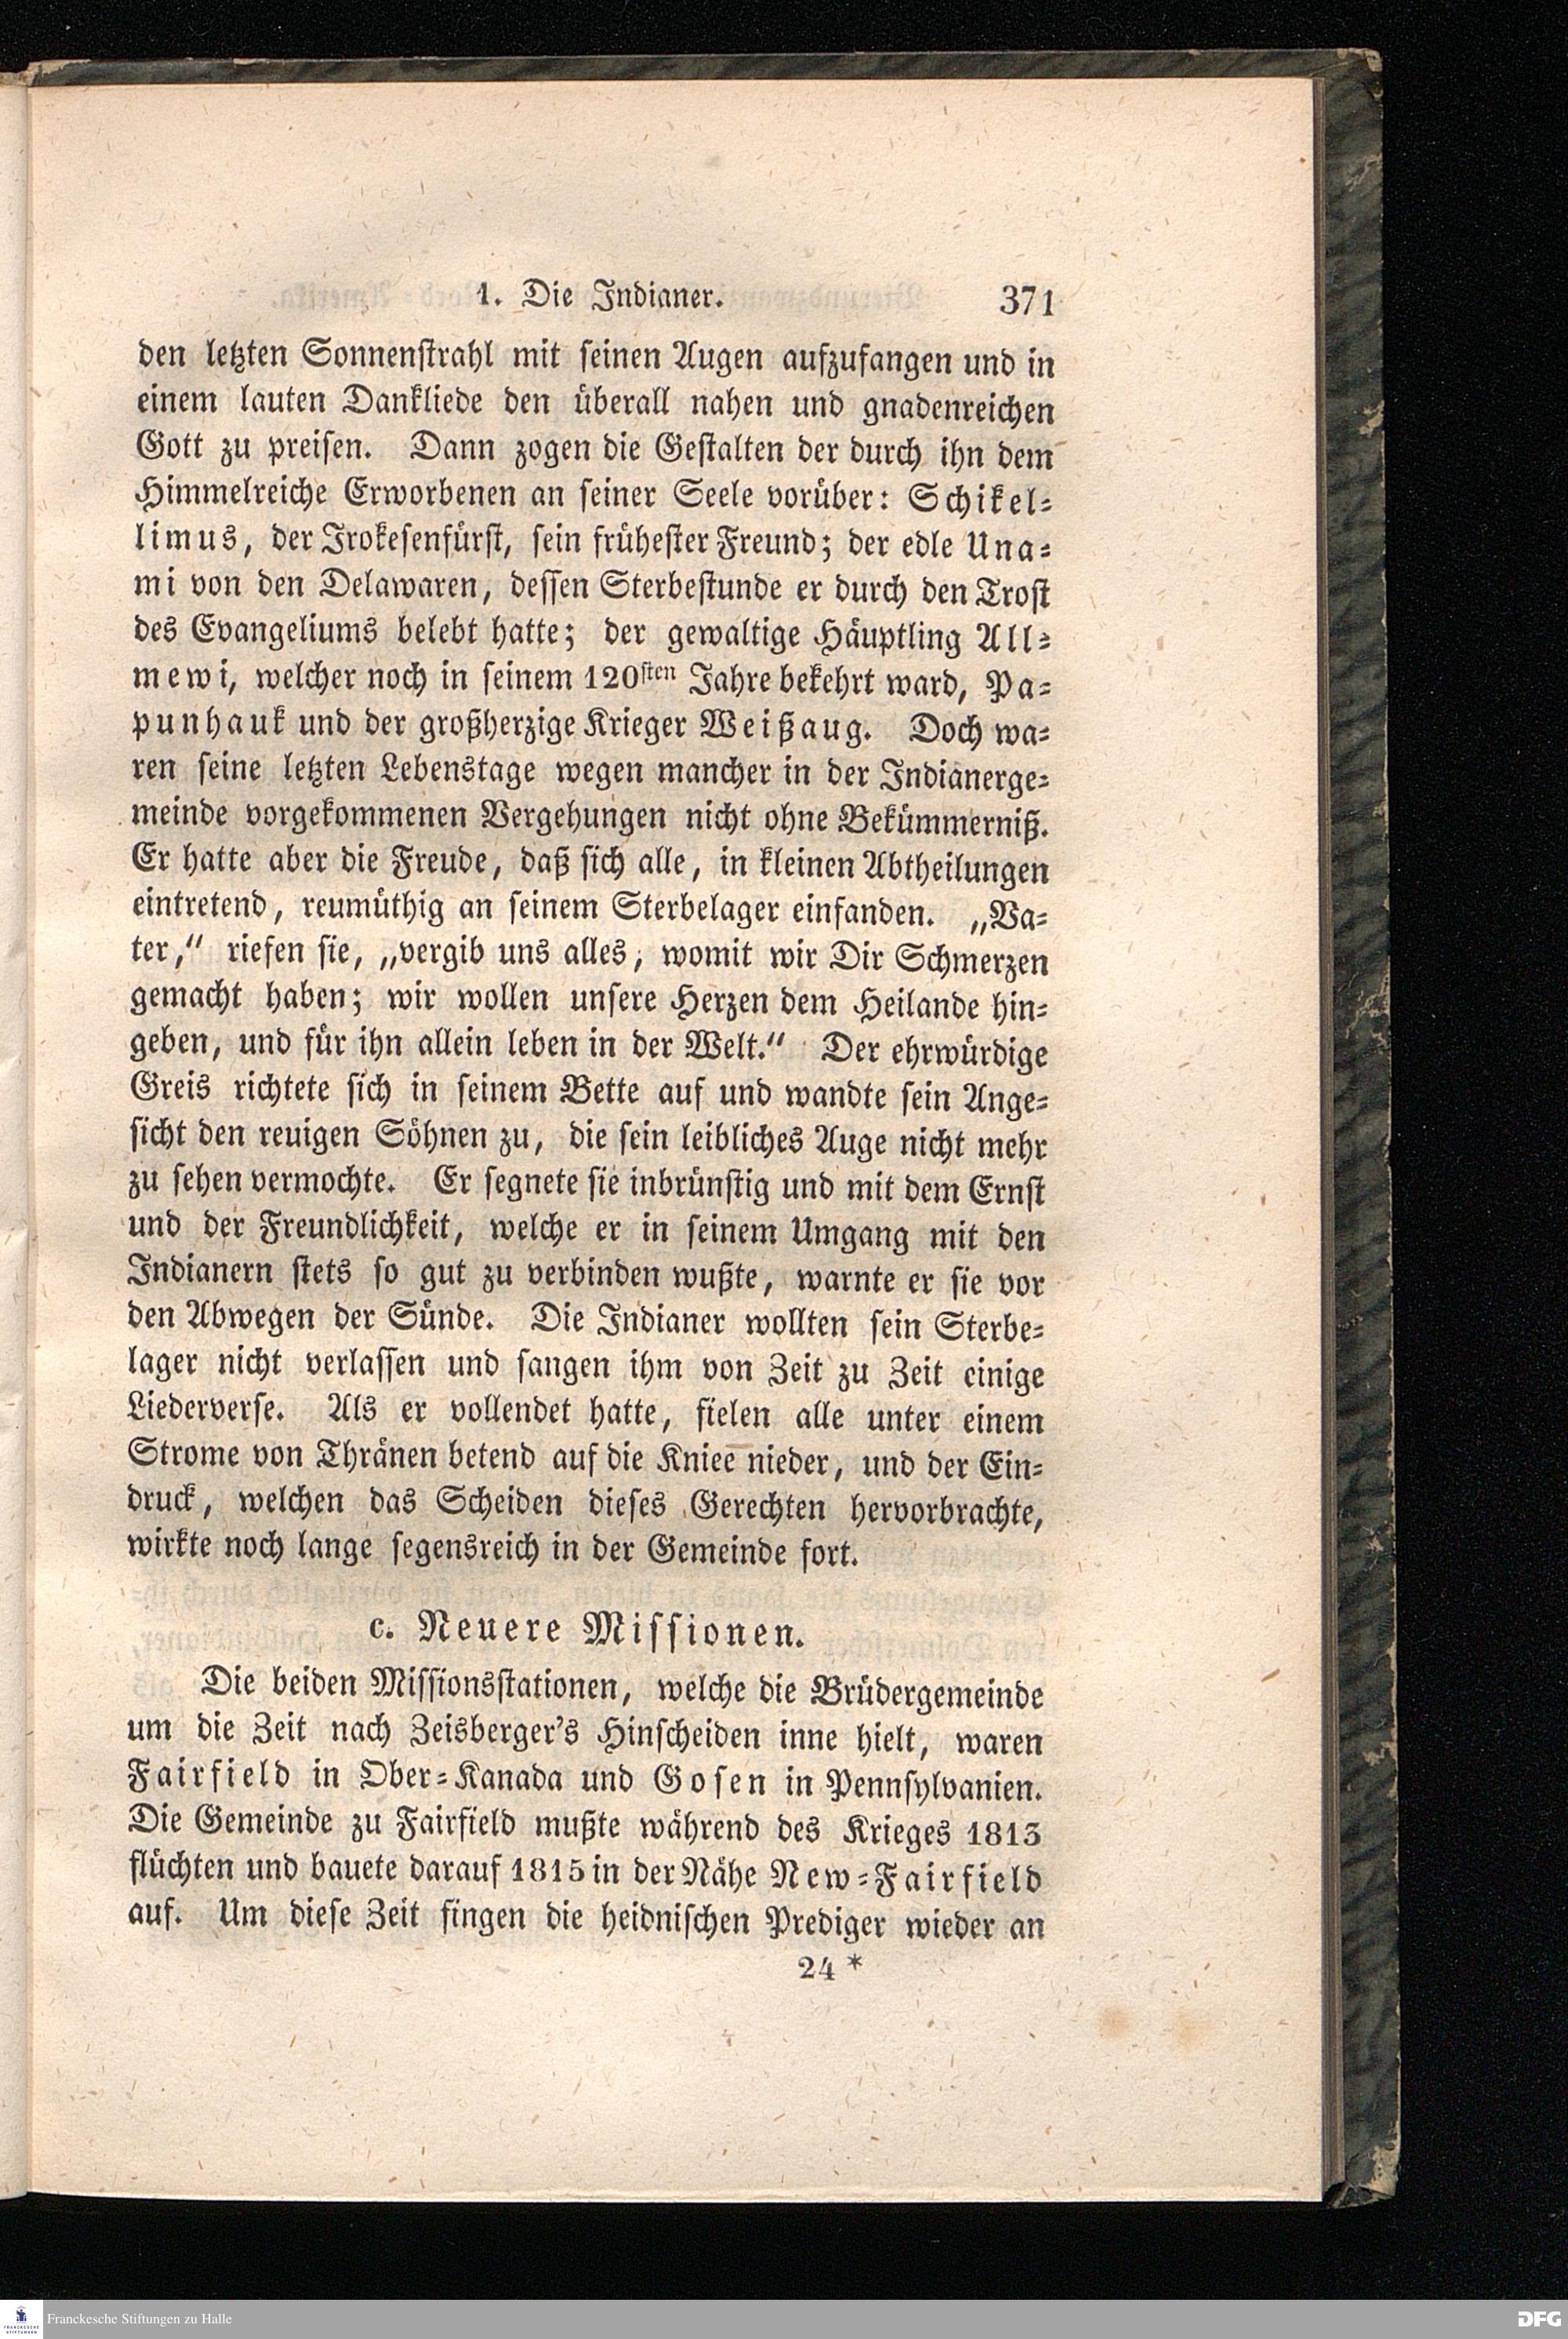 1. Die Indianer. 371
den letzten Sonnenstrahl mit seinen Augen aufzufangen und in
einem lauten Dankliede den überall nahen und gnadenreichen
Gott zu preisen. Dann zogen die Gestalten der durch ihn dem
Himmelreiche Erworbenen an seiner Seele vorüber: Schikel-
limus, der Irokesenfürst, sein frühester Freund; der edle Una-
mi von den Delawaren, dessen Sterbestunde er durch den Trost
des Evangeliums belebt hatte; der gewaltige Häuptling All-
mewi, welcher noch in seinem 120sten Jahre bekehrt ward, Pa-
punhauk und der großherzige Krieger Weißaug. Doch wa-
ren seine letzten Lebenstage wegen mancher in der Indianerge-
meinde vorgekommenen Vergehungen nicht ohne Bekümmerniß.
Er hatte aber die Freude, daß sich alle, in kleinen Abtheilungen
eintretend, reumüthig an seinem Sterbelager einfanden. „Va-
ter,“ riefen sie, „vergib uns alles, womit wir Dir Schmerzen
gemacht haben; wir wollen unsere Herzen dem Heilande hin-
geben, und für ihn allein leben in der Welt.“ Der ehrwürdige
Greis richtete sich in seinem Bette auf und wandte sein Ange-
sicht den reuigen Söhnen zu, die sein leibliches Auge nicht mehr
zu sehen vermochte. Er segnete sie inbrünstig und mit dem Ernst
und der Freundlichkeit, welche er in seinem Umgang mit den
Indianern stets so gut zu verbinden wußte, warnte er sie vor
den Abwegen der Sünde. Die Indianer wollten sein Sterbe-
lager nicht verlassen und sangen ihm von Zeit zu Zeit einige
Liederverse. Als er vollendet hatte, fielen alle unter einem
Strome von Thränen betend auf die Kniee nieder, und der Ein-
druck, welchen das Scheiden dieses Gerechten hervorbrachte,
wirkte noch lange segensreich in der Gemeinde fort.
c. Neuere Missionen.
Die beiden Missionsstationen, welche die Brüdergemeinde
um die Zeit nach Zeisberger's Hinscheiden inne hielt, waren
Fairfield in Ober-Kanada und Gosen in Pennsylvanien.
Die Gemeinde zu Fairfield mußte während des Krieges 1813
flüchten und bauete darauf 1815 in der Nähe New-Fairfield
auf. Um diese Zeit fingen die heidnischen Prediger wieder an
24 *
FRANCKESCHE STIFTUNGEN
Franckesche Stiftungen zu Halle
DFG